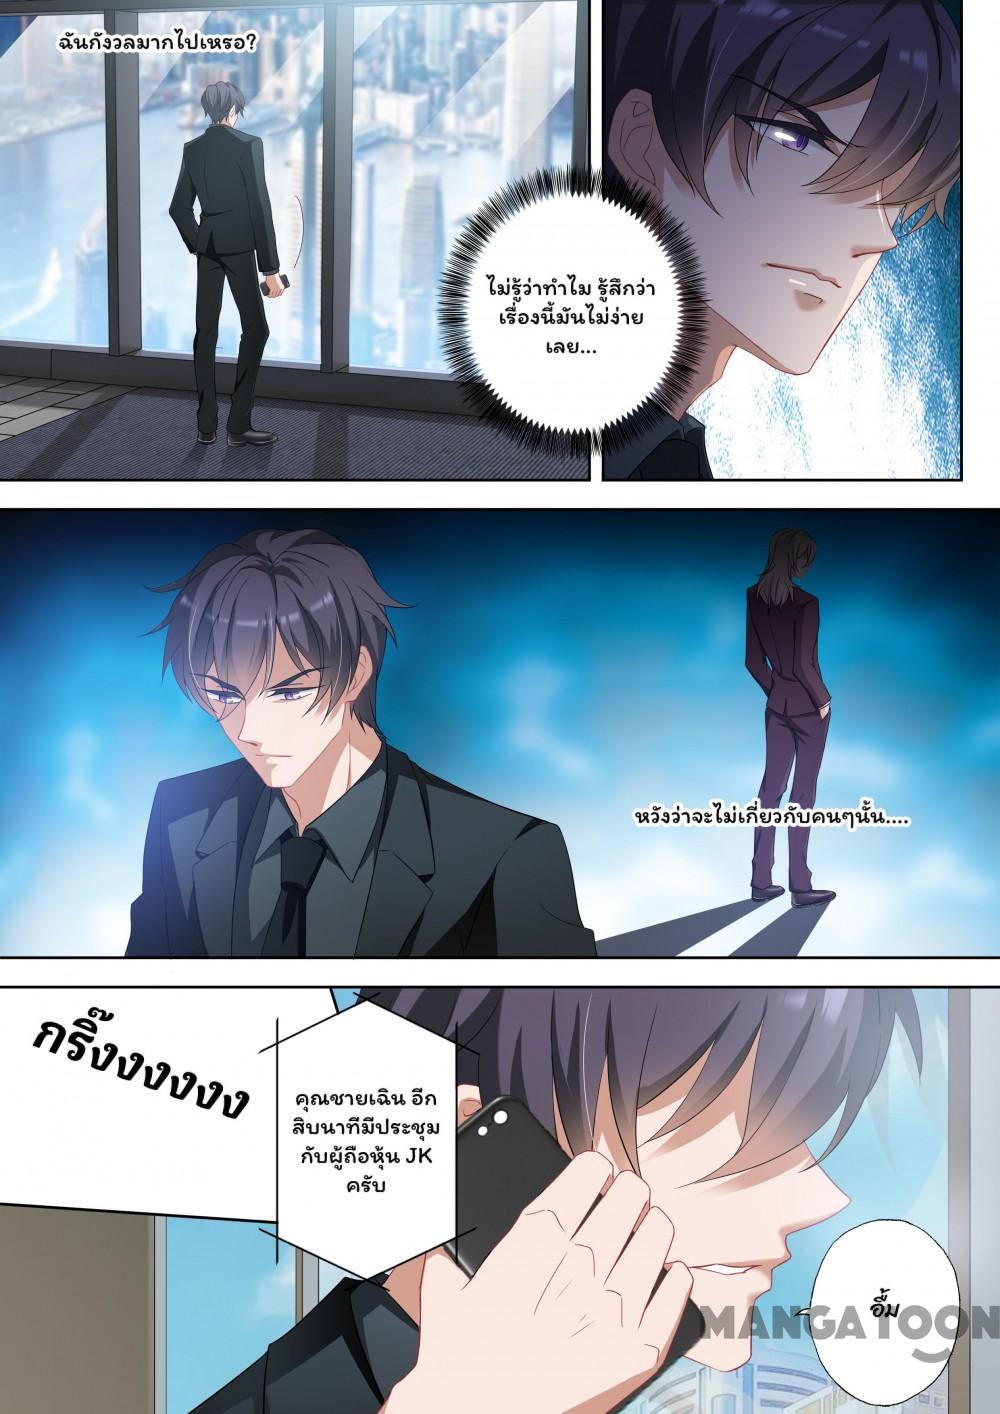 ฉันกังวลมากไปเหรอ?
ไม่รู้ว่าทำไม รู้สึกว่า
เรื่องนี้มันไม่ง่าย
เลย...
หวังว่าจะไม่เกี่ยวกับคนๆนั้น....
กริ๊งงงงงงง
คุณชายเฉิน อีก
สิบนาทีมีประชุม
กับผู้ถือหุ้น JK
ครับ
อื้ม
MANGATOON